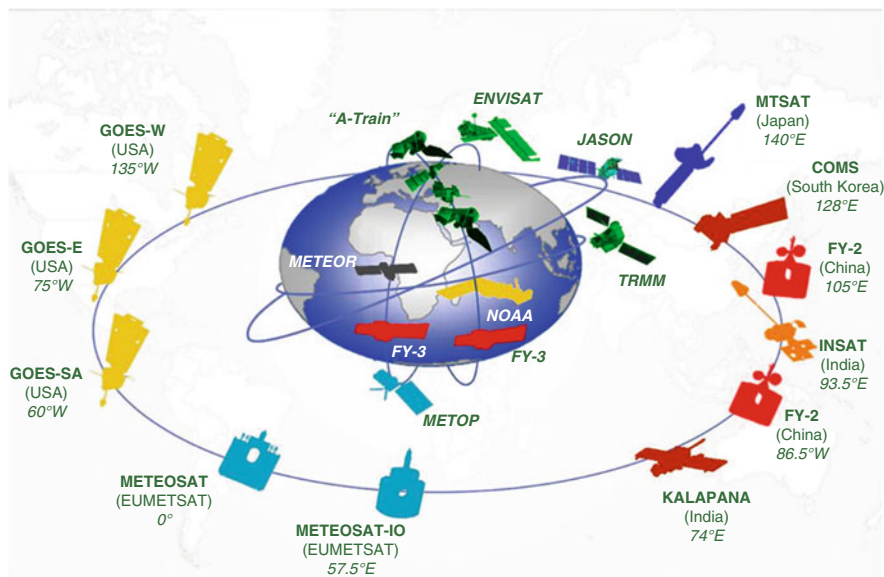 ENVISAT
"A-Train"
MTSAT
(Japan)
140°E
GOES-W
(USA)
135°W
JASON
COMS
(South Korea)
128°E
GOES-E
(USA)
75°W
FY-2
(China)
105°E
METEOR
TRMM
NOAA
INSAT
(India)
93.5°E
FY-3
FY-3
GOES-SA
(USA)
60°W
METOP
FY-2
(China)
86.5°W
METEOSAT
(EUMETSAT)
0°
KALAPANA
(India)
74°E
METEOSAT-IO
(EUMETSAT)
57.5°E